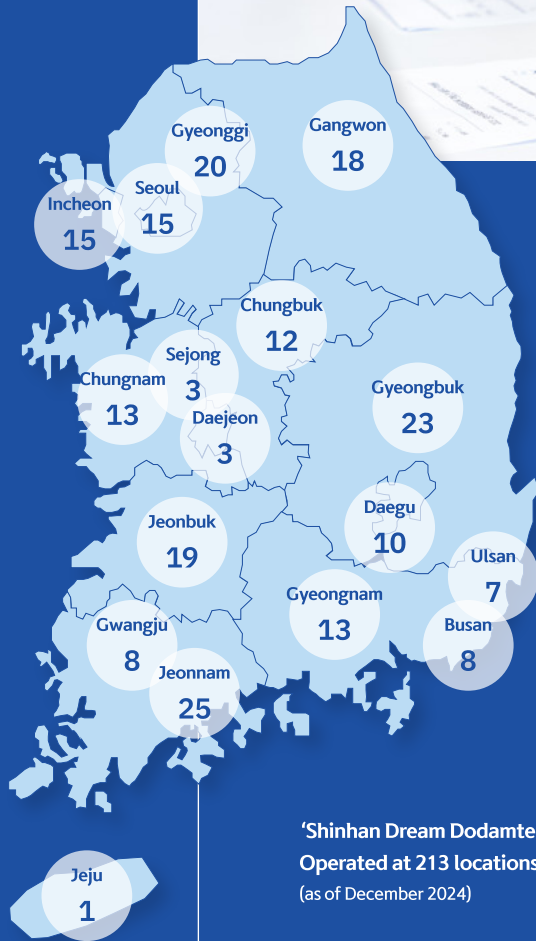 Gyeonggi
20
Gangwon
18
Seoul
15
Incheon
15
Chungbuk
12
Sejong
3
Chungnam
13
Daejeon
3
Gyeongbuk
23
Jeonbuk
19
Daegu
10
Ulsan
7
Gyeongnam
13
Busan
8
Gwangju
8
Jeonnam
25
Jeju
1
‘Shinhan Dream Dodamte
Operated at 213 locations
(as of December 2024)